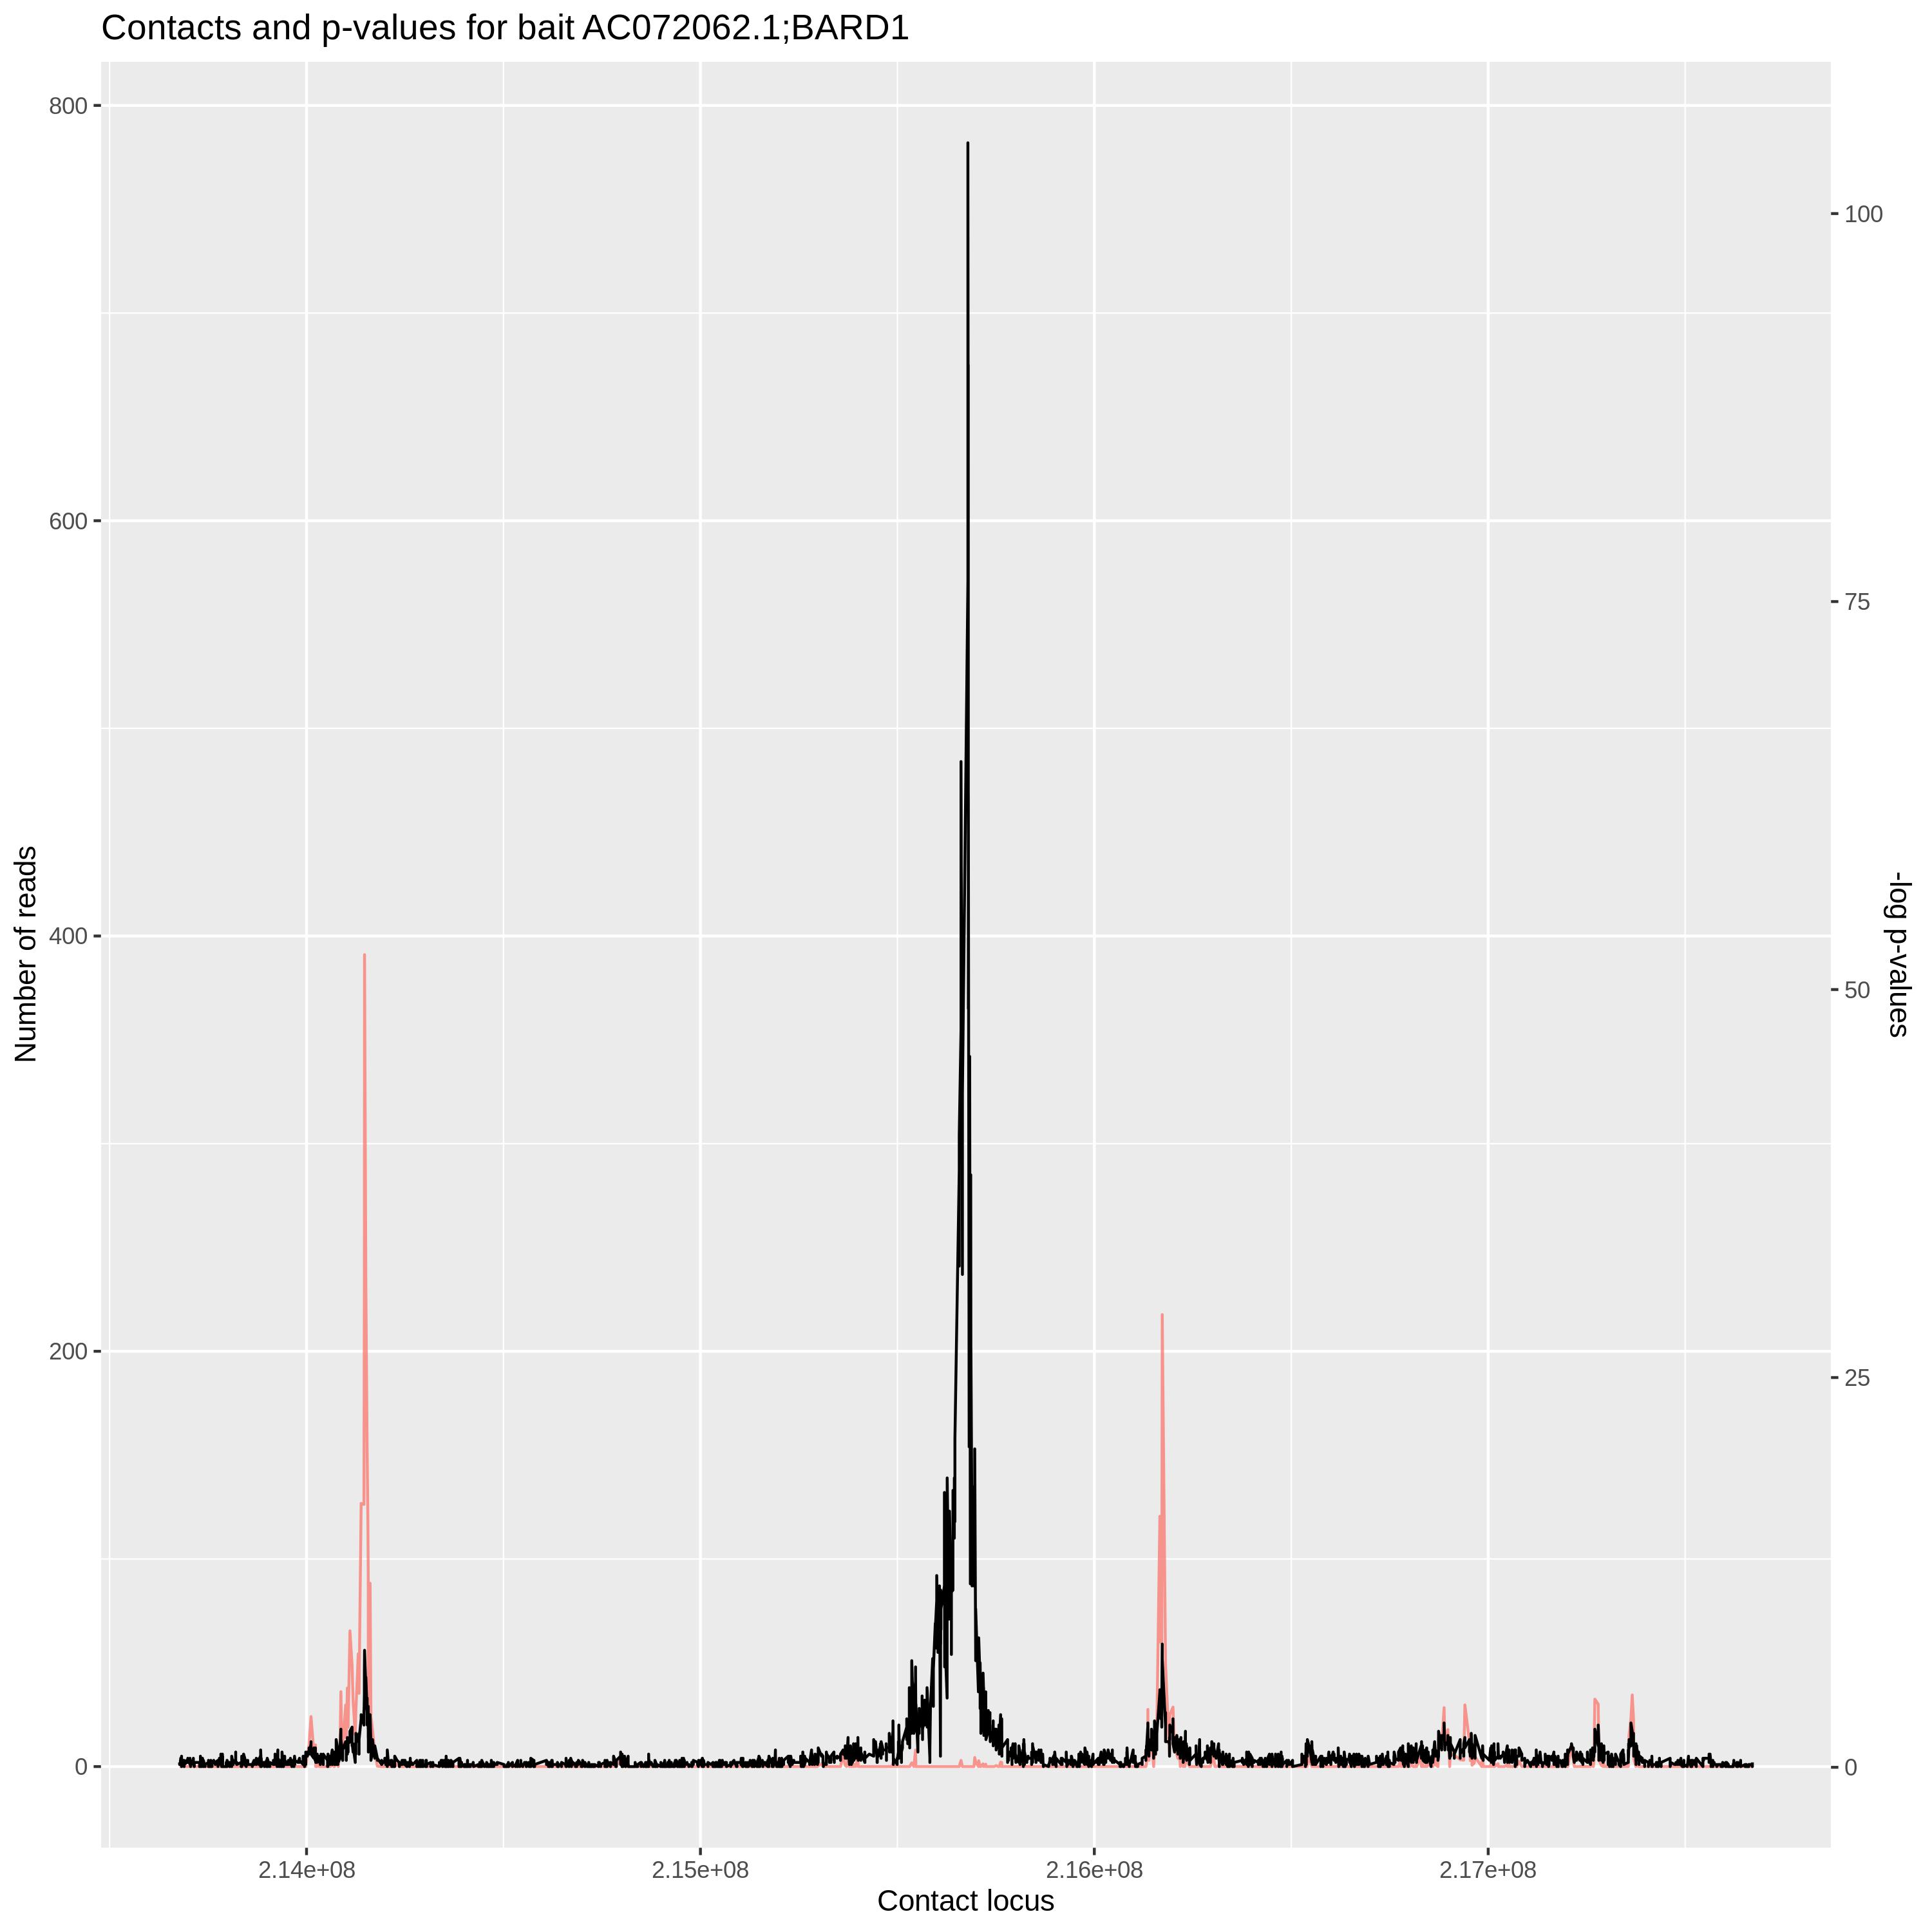 Contacts and p-values for bait AC072062.1;BARD1
800
600
400
200
0
Number of reads
100
75
50
25
0
-log p-values
2.14e+08
2.15e+08
2.16e+08
2.17e+08
Contact locus